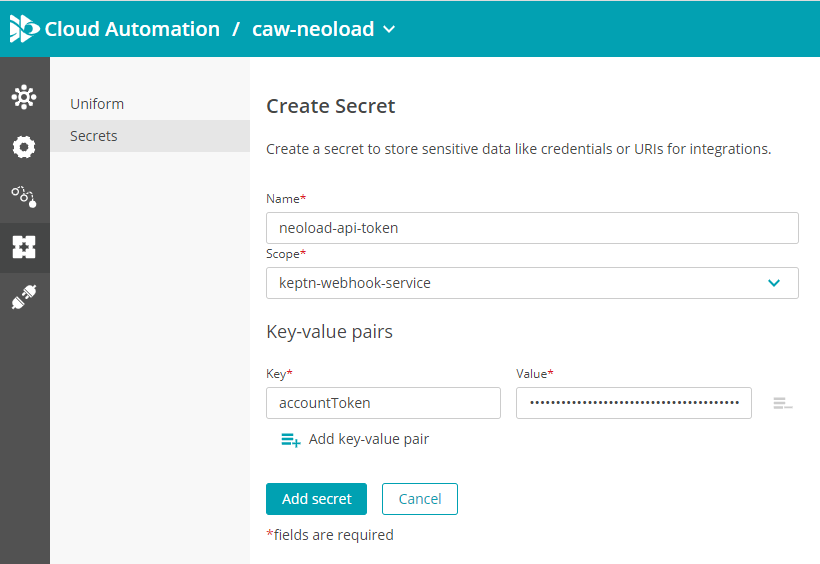 Cloud Automation / caw-neoload
Uniform
Secrets
Create Secret
Create a secret to store sensitive data like credentials or URIs for integrations.
Name*
neoload-api-token
Scope*
keptn-webhook-service
Key-value pairs
Key* Value*
accountToken ••••••••••••••••••••••••••••••••••••••••
Add key-value pair
Add secret Cancel
*fields are required